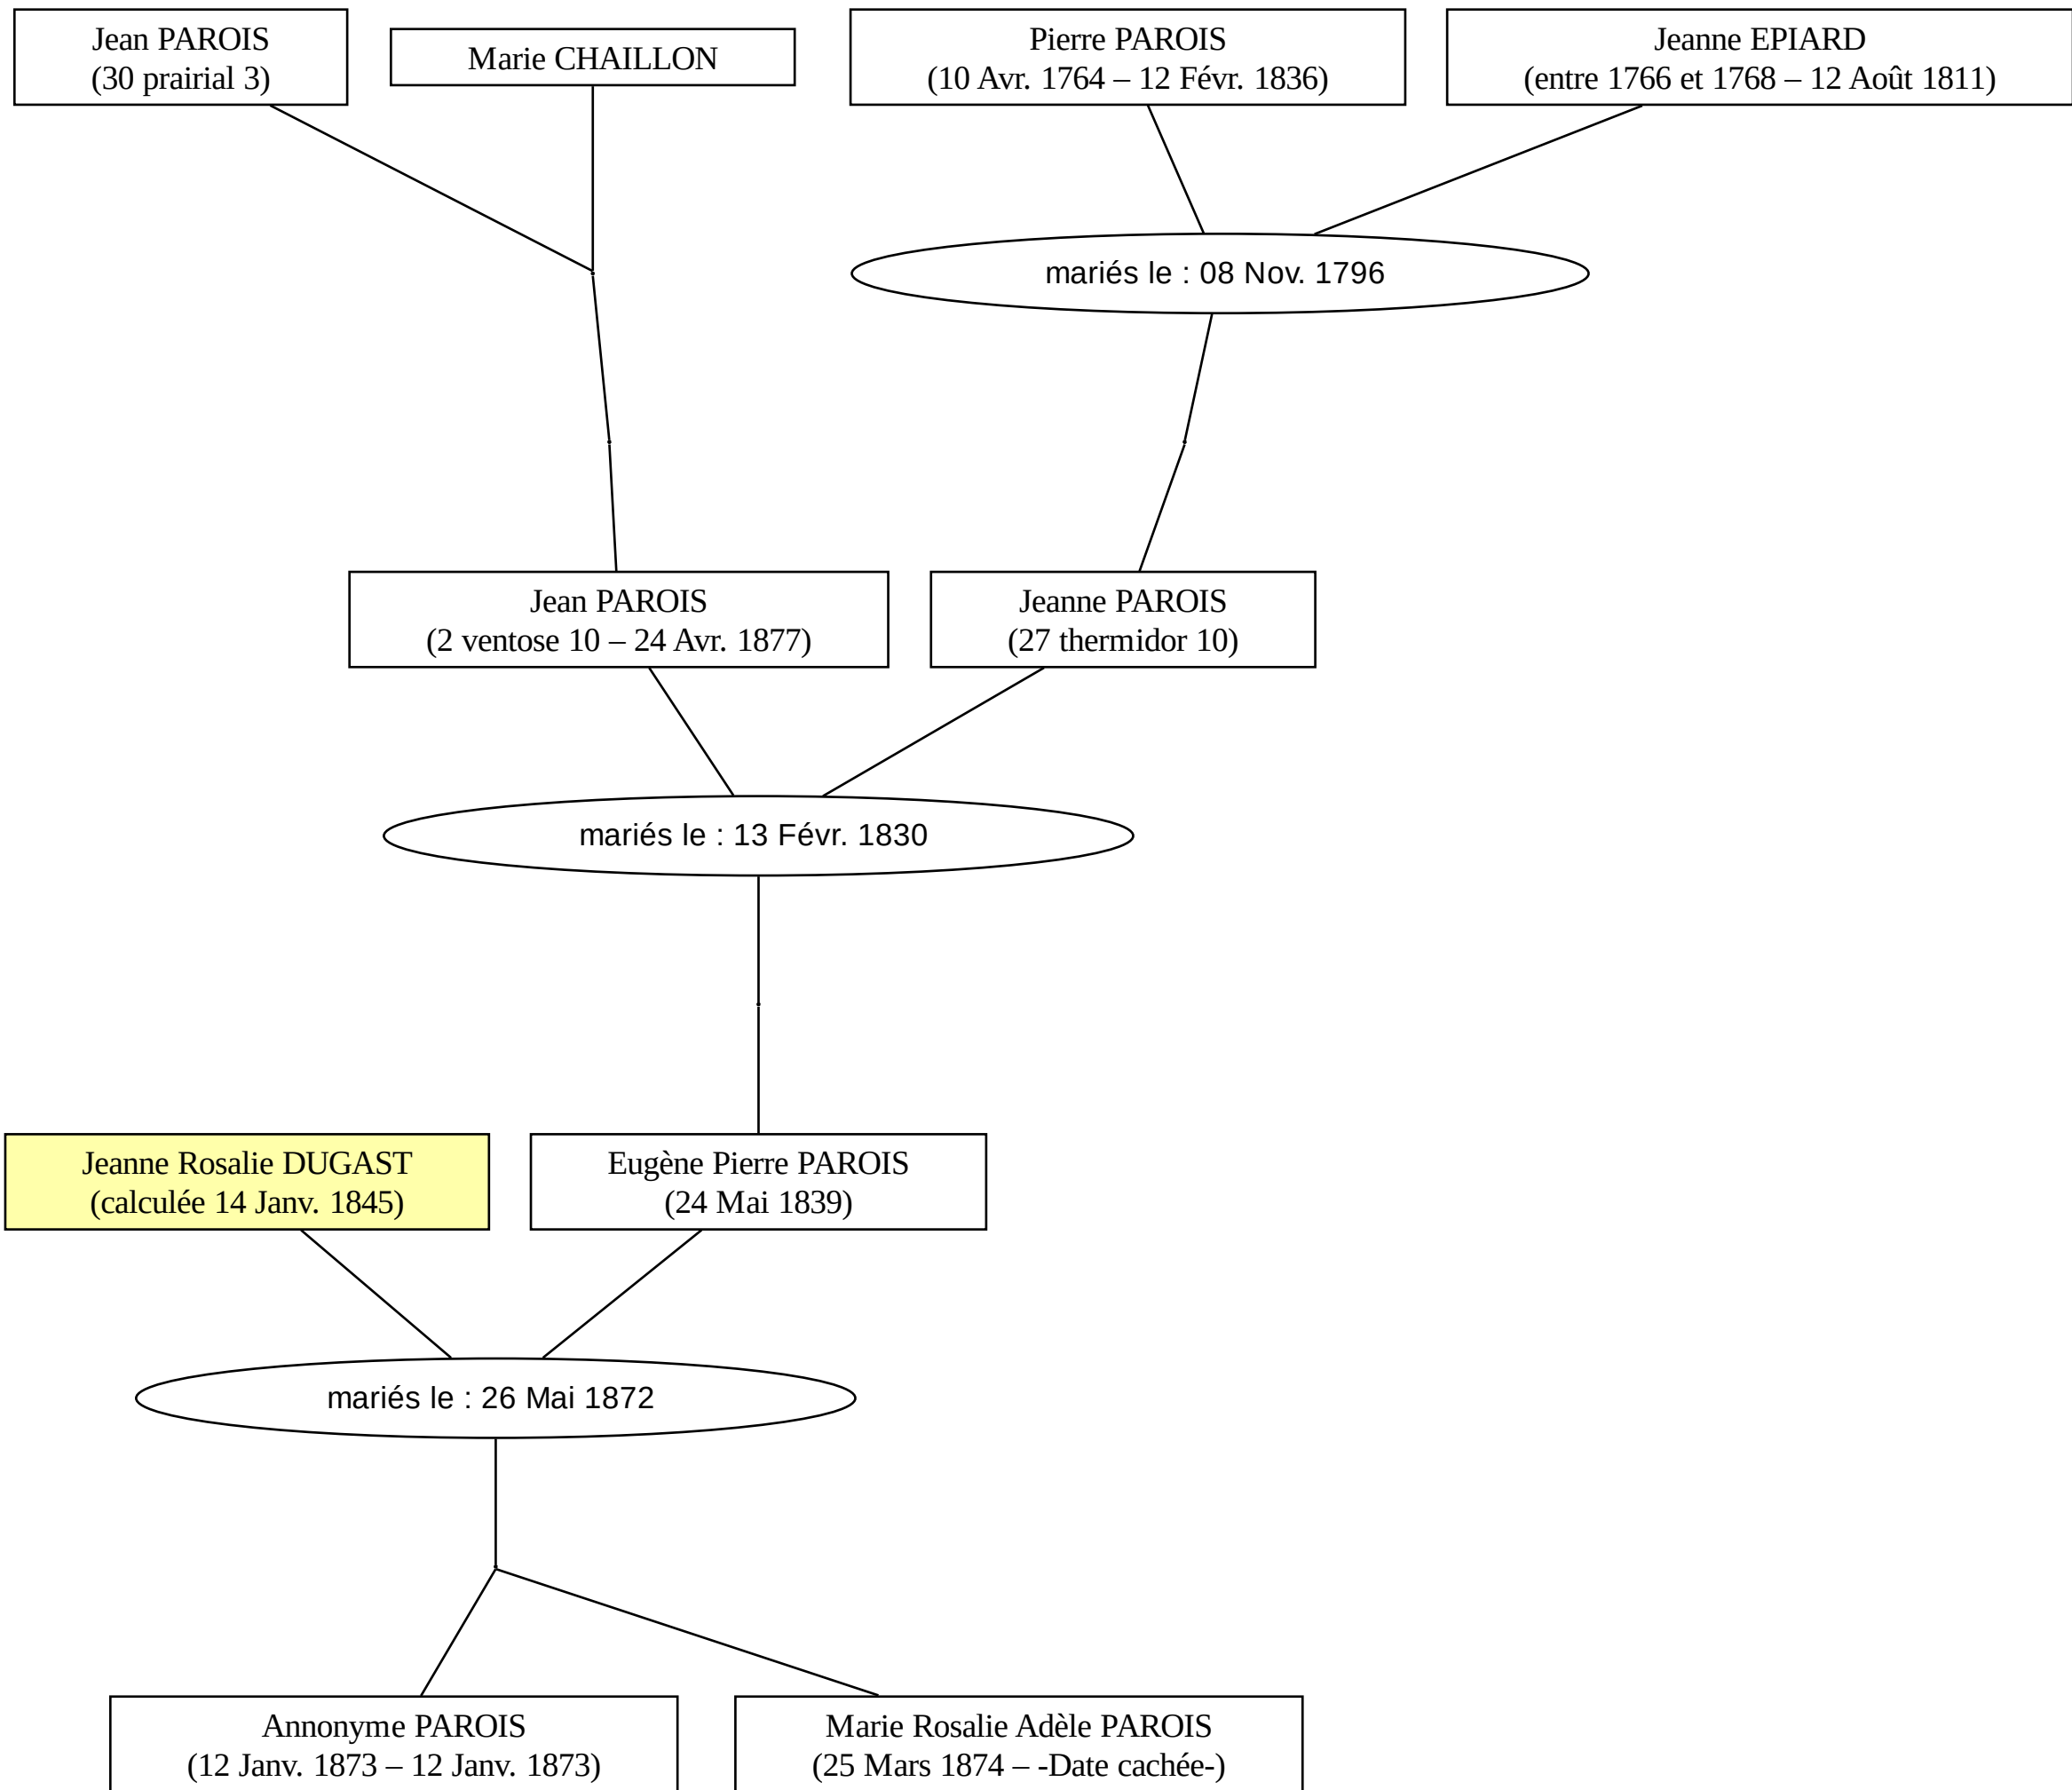 Jean PAROIS
(30 prairial 3)
Marie CHAILLON
Pierre PAROIS
(10 Avr. 1764 – 12 Févr. 1836)
Jeanne EPIARD
(entre 1766 et 1768 – 12 Août 1811)
mariés le : 08 Nov. 1796
Jean PAROIS
(2 ventose 10 – 24 Avr. 1877)
Jeanne PAROIS
(27 thermidor 10)
mariés le : 13 Févr. 1830
Jeanne Rosalie DUGAST
(calculée 14 Janv. 1845)
Eugène Pierre PAROIS
(24 Mai 1839)
mariés le : 26 Mai 1872
Annonyme PAROIS
(12 Janv. 1873 – 12 Janv. 1873)
Marie Rosalie Adèle PAROIS
(25 Mars 1874 – -Date cachée-)